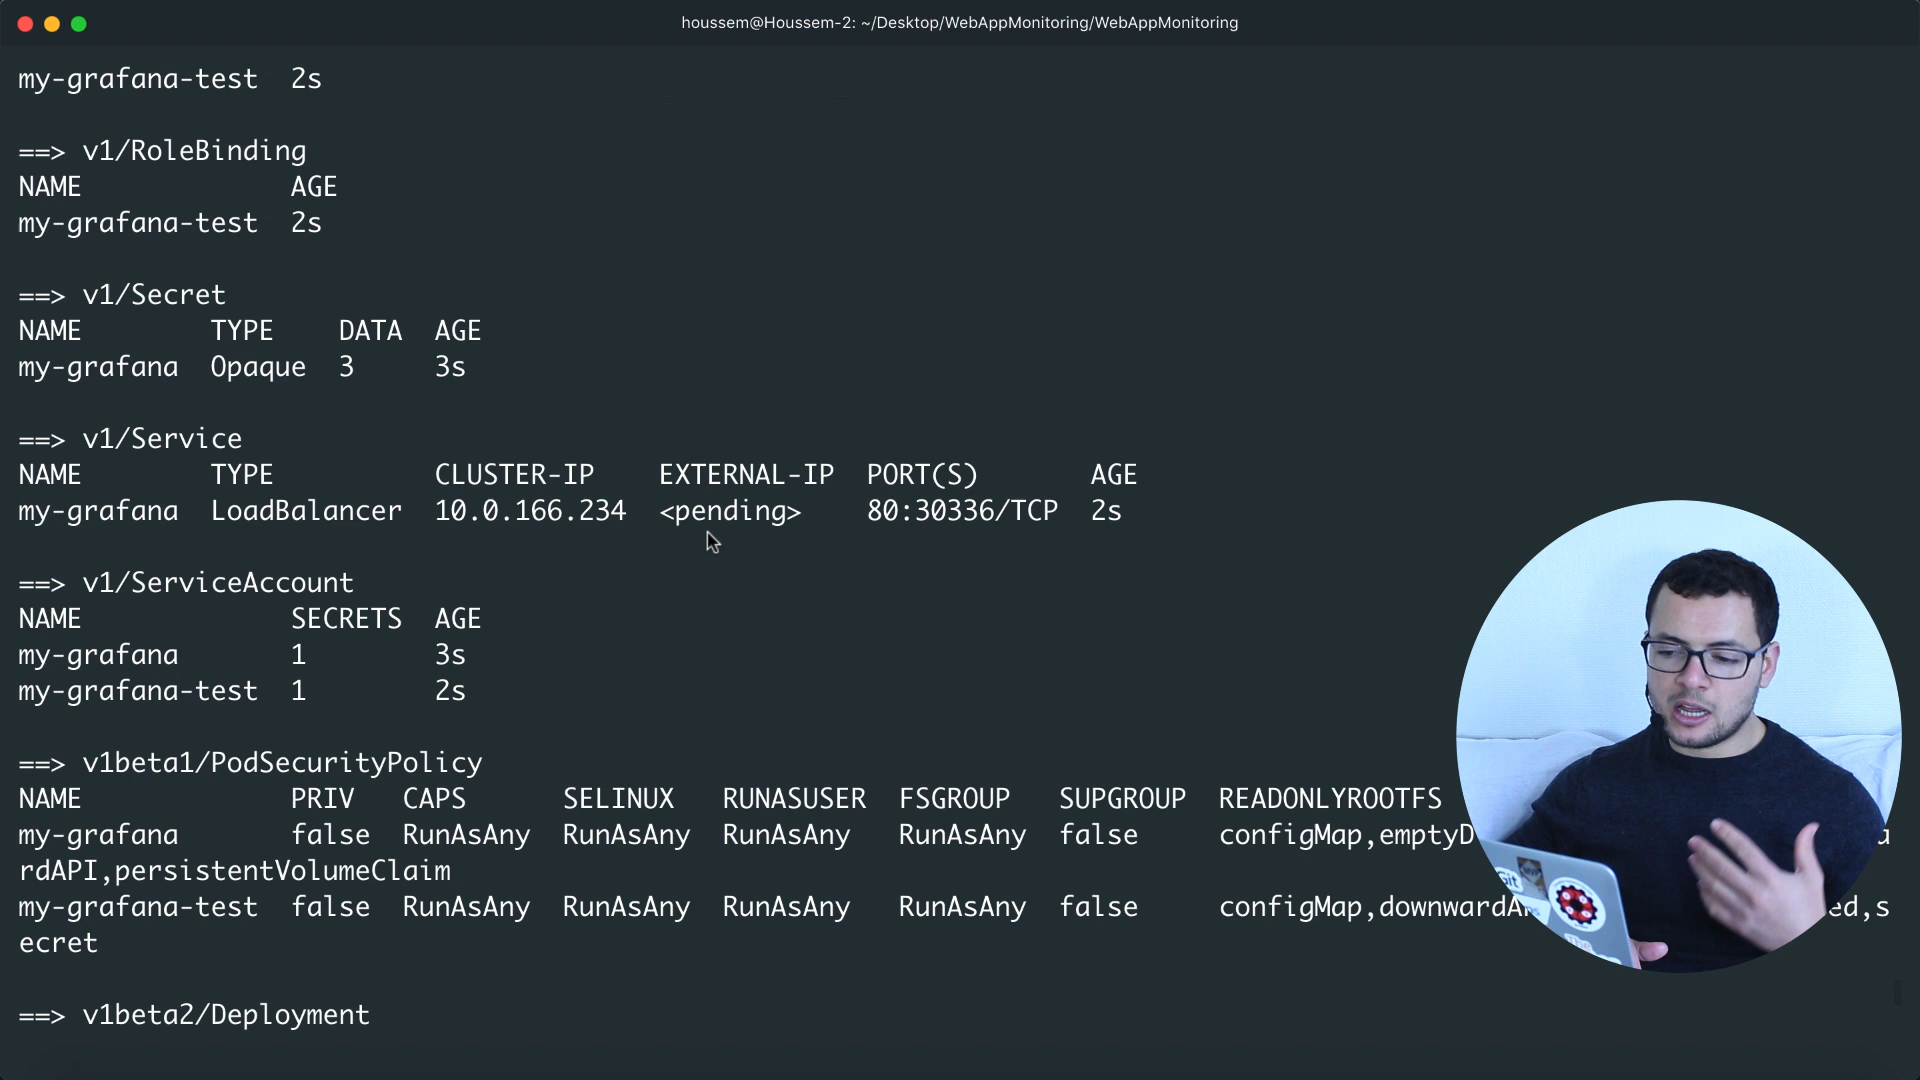 houssem@Houssem-2: ~/Desktop/WebAppMonitoring/WebAppMonitoring
my-grafana-test  2s
==> v1/RoleBinding
NAME             AGE
my-grafana-test  2s
==> v1/Secret
NAME        TYPE    DATA  AGE
my-grafana  Opaque  3     3s
==> v1/Service
NAME        TYPE          CLUSTER-IP    EXTERNAL-IP  PORT(S)       AGE
my-grafana  LoadBalancer  10.0.166.234  <pending>    80:30336/TCP  2s
==> v1/ServiceAccount
NAME             SECRETS  AGE
my-grafana       1        3s
my-grafana-test  1        2s
==> v1beta1/PodSecurityPolicy
NAME             PRIV   CAPS      SELINUX   RUNASUSER  FSGROUP   SUPGROUP  READONLYROOTFS
my-grafana       false  RunAsAny  RunAsAny  RunAsAny   RunAsAny  false     configMap,emptyD
rdAPI,persistentVolumeClaim
my-grafana-test  false  RunAsAny  RunAsAny  RunAsAny   RunAsAny  false     configMap,downwardA ed,s
ecret
==> v1beta2/Deployment
git
The